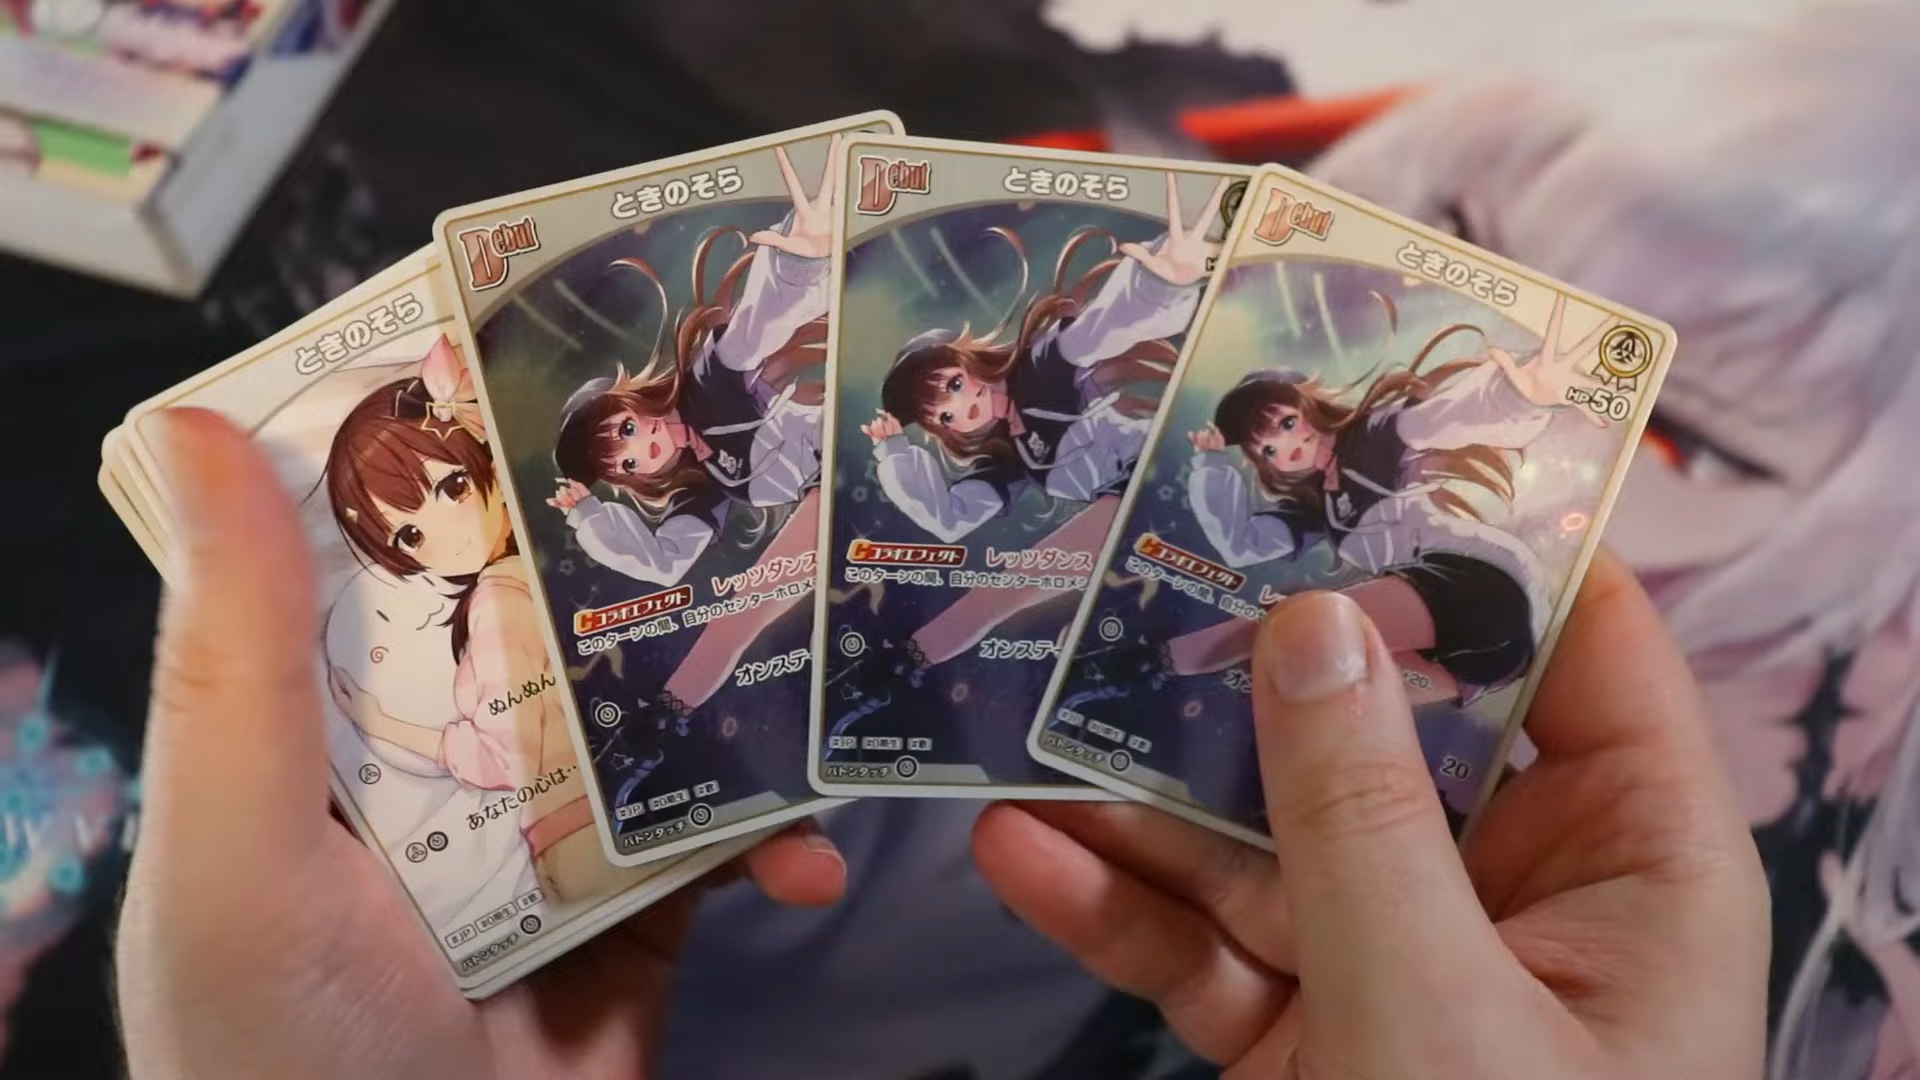 ときのそら
ぬんぬん
あなたの心は‥
#JP #0期生 #歌
バトンタッチ
Debut
ときのそら
コラボエフェクト レッツダンス
このターンの間、自分のセンターホロメン
オンステー
#JP #0期生 #歌
バトンタッチ
Debut
ときのそら
H
コラボエフェクト レッツダンス
このターンの間、自分のセンターホロメン
オンステー
#JP #0期生 #歌
バトンタッチ
Debut
ときのそら
HP50
コラボエフェクト レッ
このターンの間、自分の
オン
+20.
20
#JP #0期生 #歌
バトンタッチ